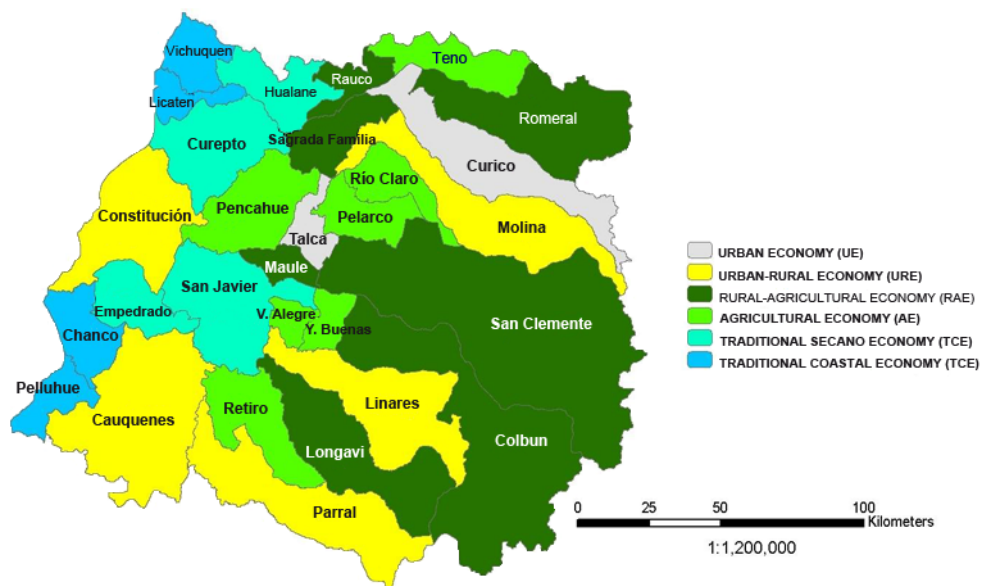 Vichuquen
Teno
Rauco
Hualane
Licaten
Romeral
Sagrada Família
Curepto
Curico
Río Claro
Pencahue
Constitución
Pelarco
Molina
Talca
Maule
San Javier
Empedrado
V. Alegre
San Clemente
Chanco
Y. Buenas
Pelluhue
Linares
Retiro
Cauquenes
Colbun
Longavi
Parral
URBAN ECONOMY (UE)
URBAN-RURAL ECONOMY (URE)
RURAL-AGRICULTURAL ECONOMY (RAE)
AGRICULTURAL ECONOMY (AE)
TRADITIONAL SECANO ECONOMY (TCE)
TRADITIONAL COASTAL ECONOMY (TCE)
0 25 50 100
Kilometers
1:1,200,000